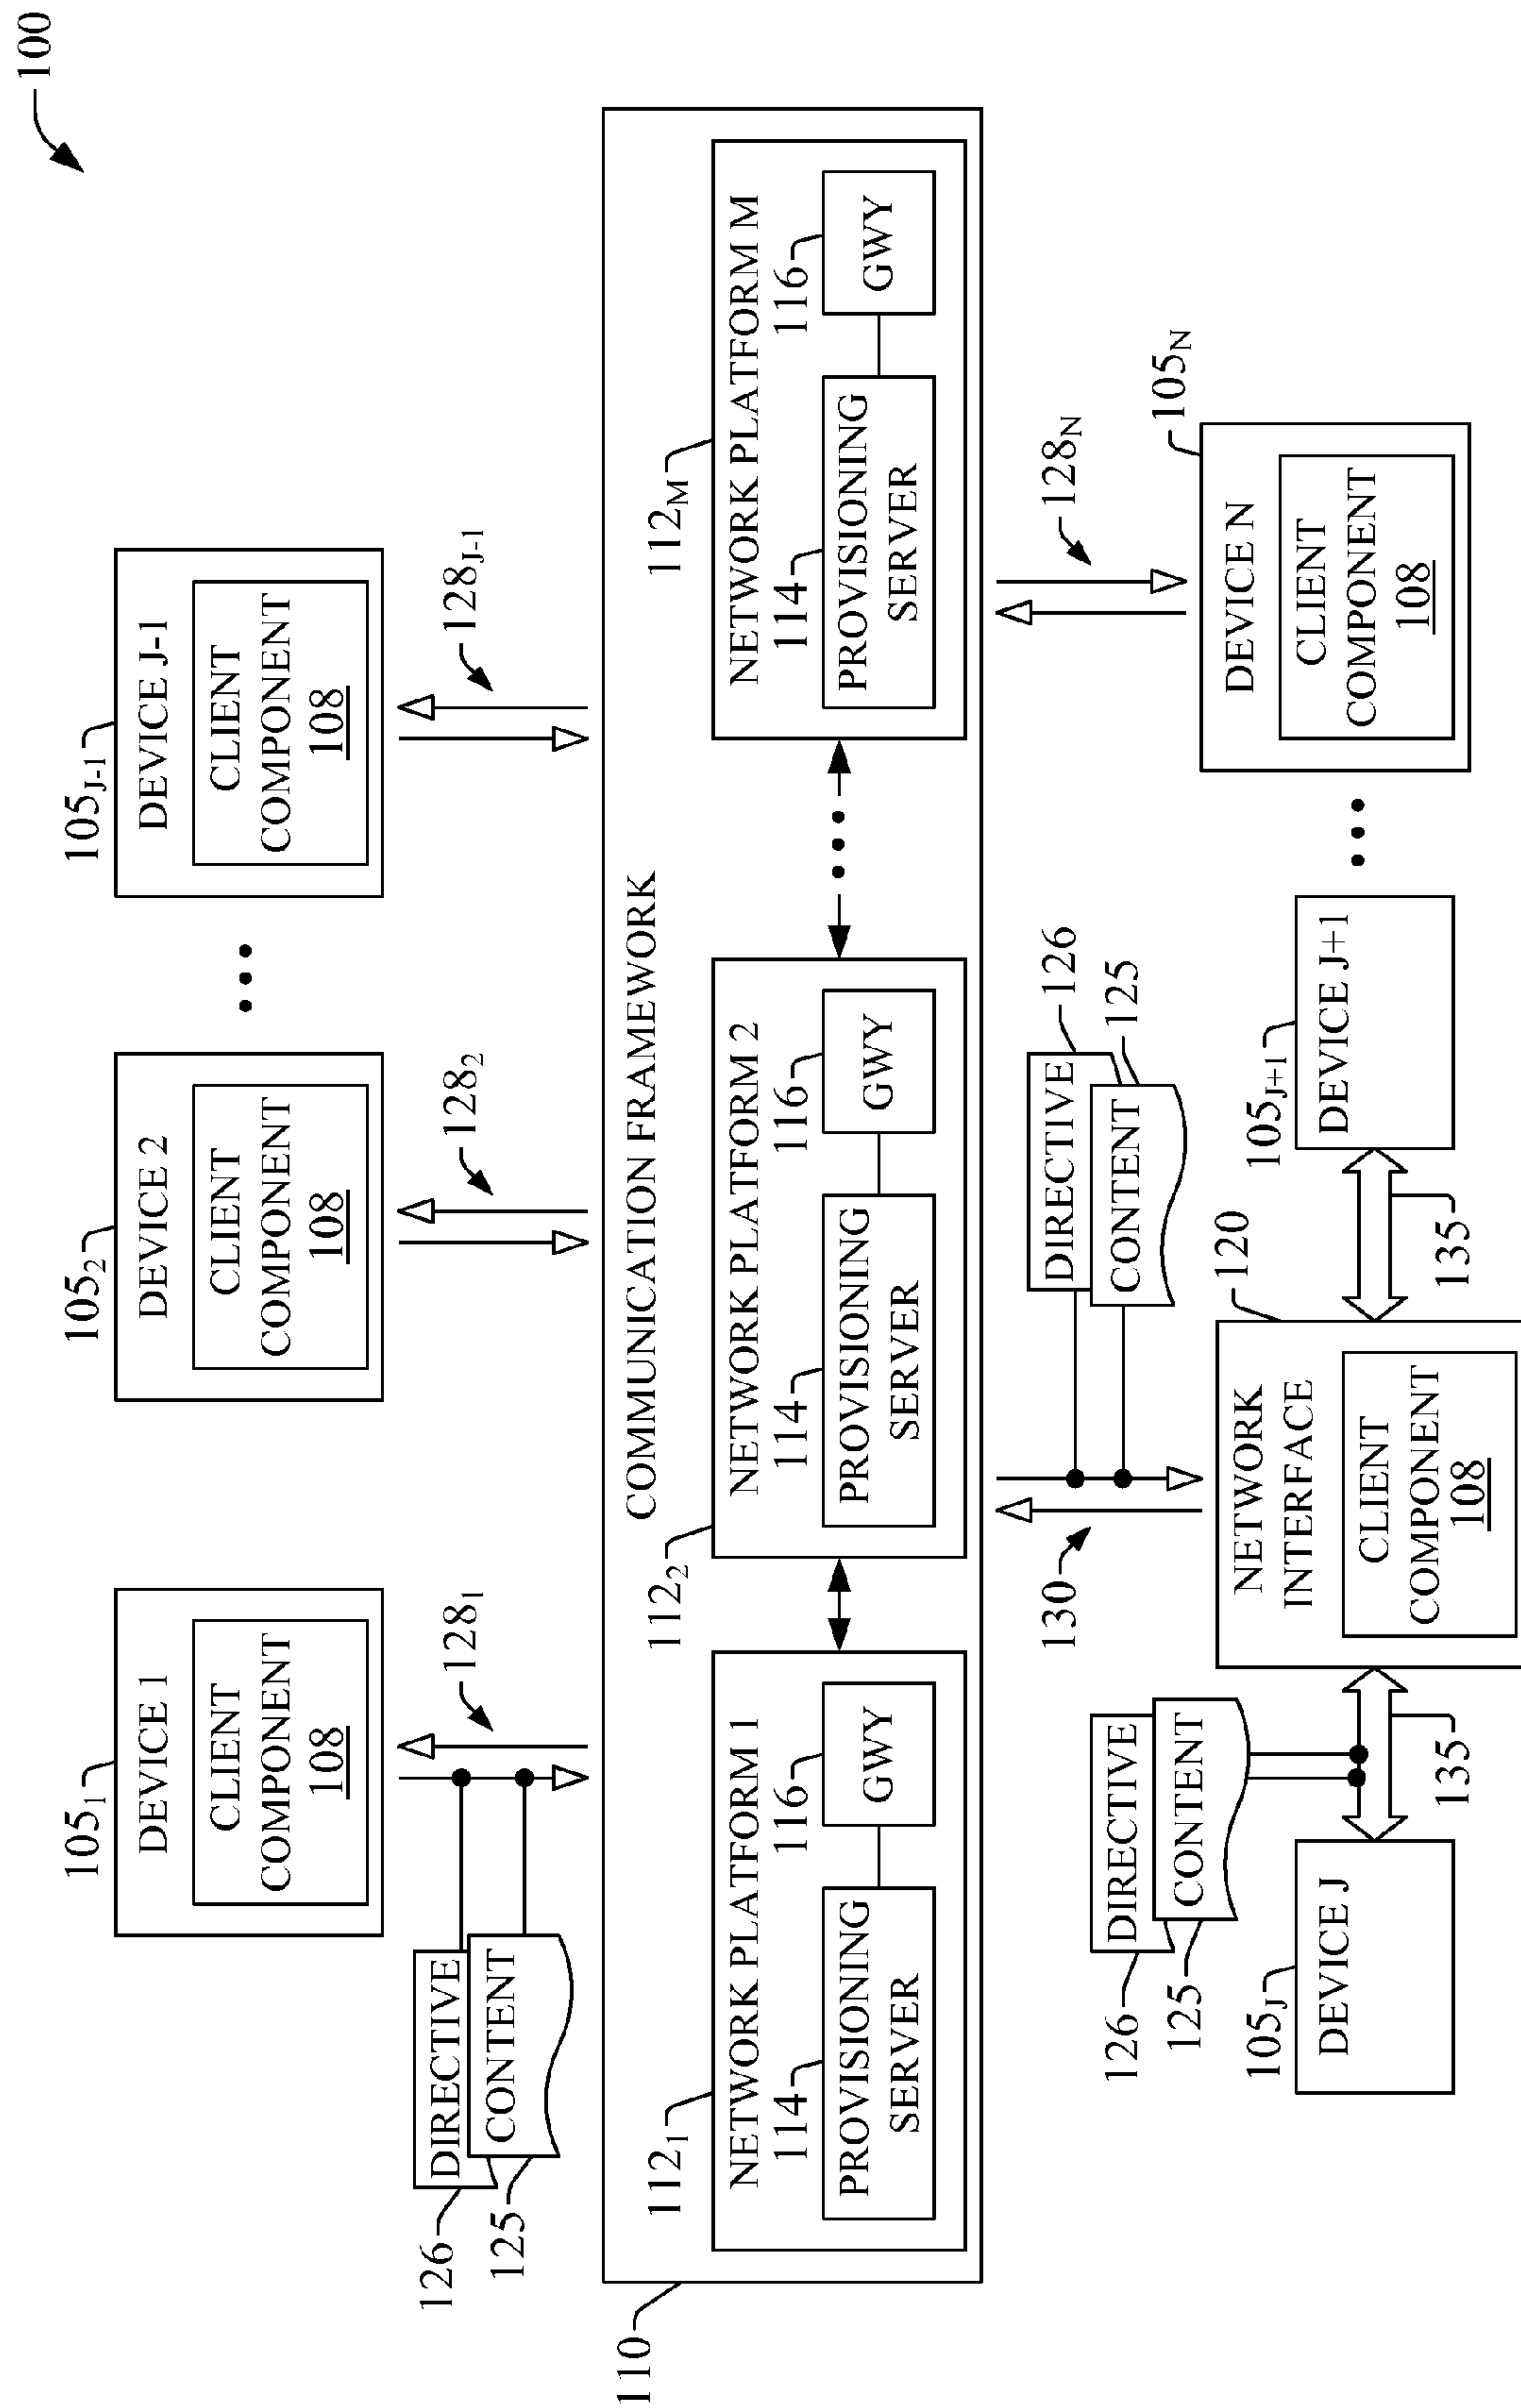 100
105₁
105₂
105J-1
DEVICE 1
DEVICE 2
...
DEVICE J-1
CLIENT
COMPONENT
108
CLIENT
COMPONENT
108
CLIENT
COMPONENT
108
126
DIRECTIVE
125
CONTENT
128₁
128₂
128J-1
110
COMMUNICATION FRAMEWORK
112₁
112₂
112M
NETWORK PLATFORM 1
114
116
PROVISIONING
SERVER
GWY
NETWORK PLATFORM 2
114
116
PROVISIONING
SERVER
GWY
...
NETWORK PLATFORM M
114
116
PROVISIONING
SERVER
GWY
130
DIRECTIVE
126
CONTENT
125
128N
126
DIRECTIVE
125
CONTENT
105J
DEVICE J
135
120
NETWORK
INTERFACE
CLIENT
COMPONENT
108
135
105J+1
DEVICE J+1
...
105N
DEVICE N
CLIENT
COMPONENT
108